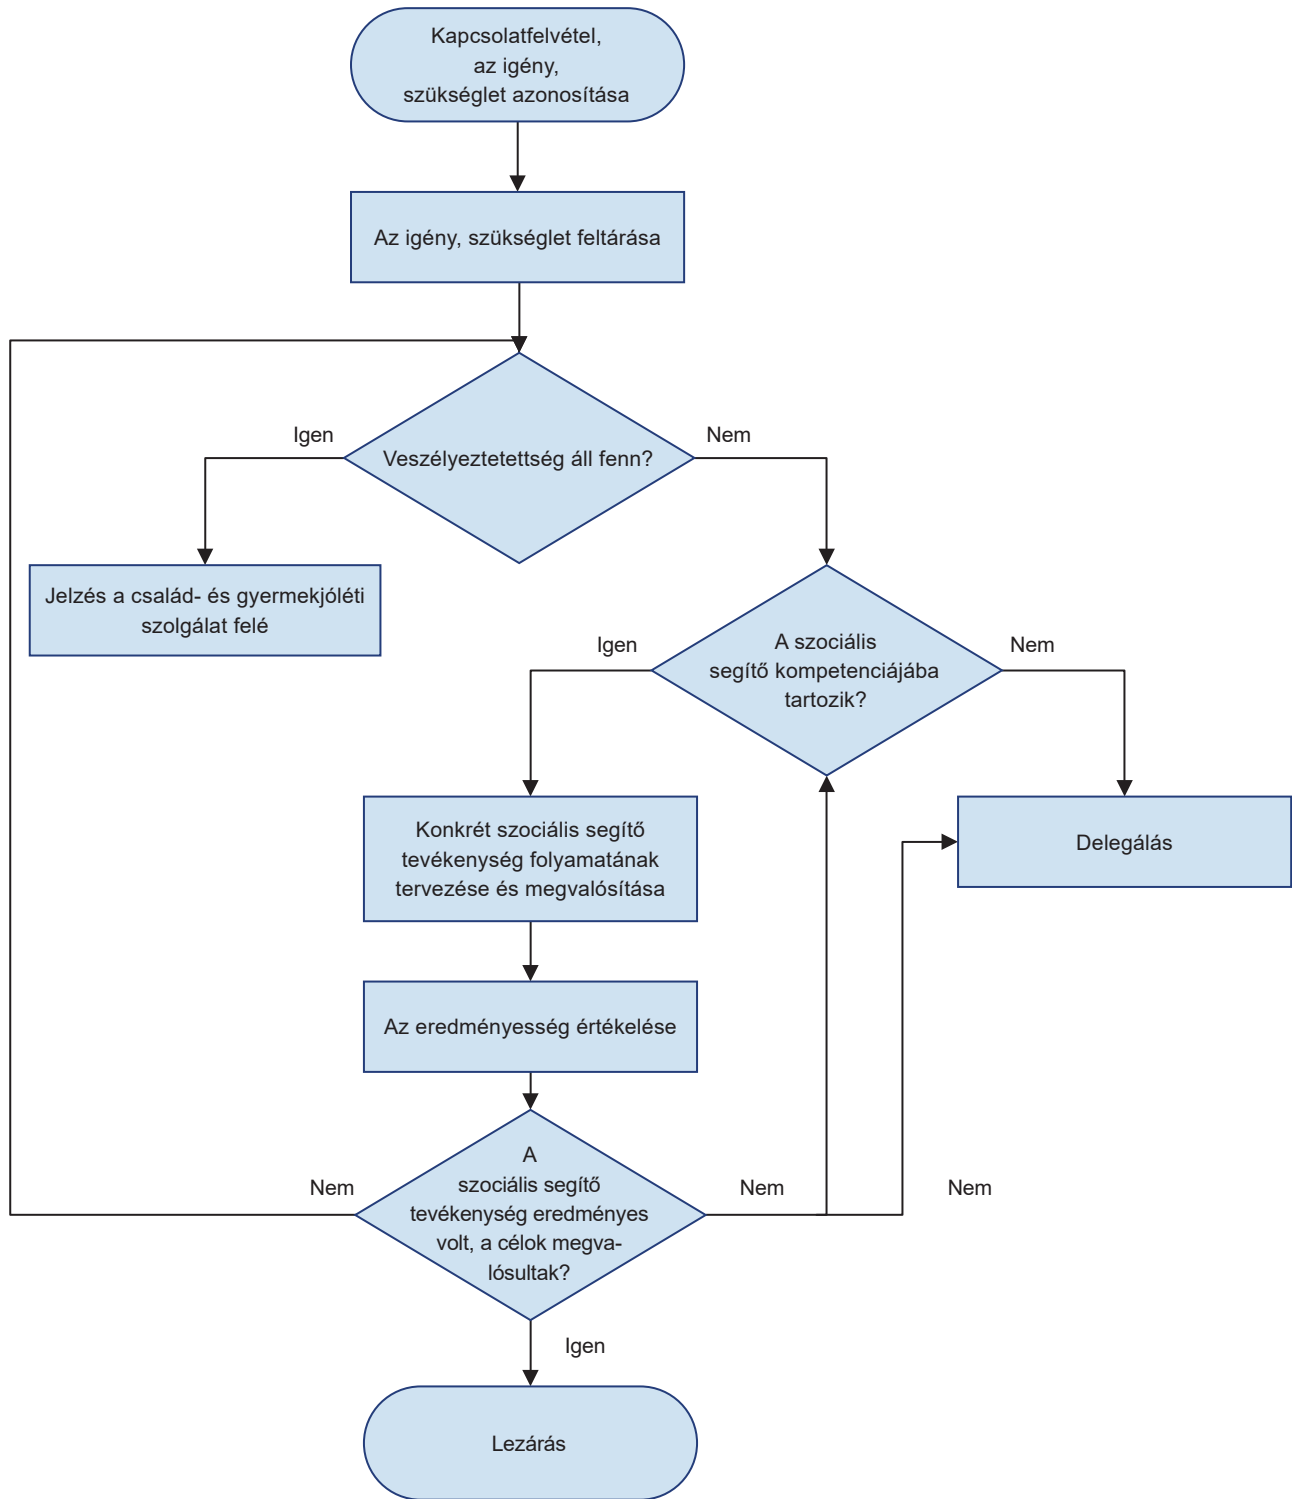 Kapcsolatfelvétel,
az igény,
szükséglet azonosítása
Az igény, szükséglet feltárása
Igen
Nem
Veszélyeztetettség áll fenn?
Jelzés a család- és gyermekjóléti
szolgálat felé
Igen
A szociális
segítő kompetenciájába
tartozik?
Nem
Konkrét szociális segítő
tevékenység folyamatának
tervezése és megvalósítása
Delegálás
Az eredményesség értékelése
Nem
A
szociális segítő
tevékenység eredményes
volt, a célok megva-
lósultak?
Nem
Nem
Igen
Lezárás